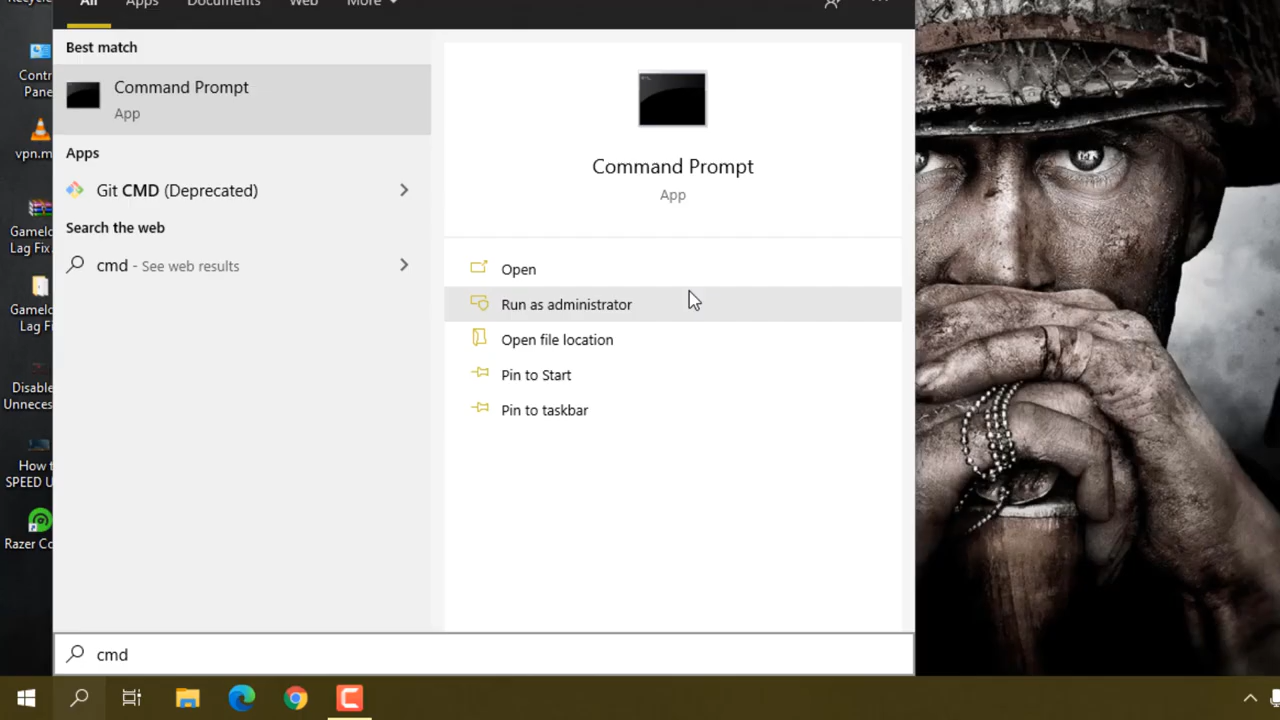 All Apps Documents Web More
Best match
Command Prompt
App
Apps
Git CMD (Deprecated)
Search the web
cmd - See web results
Command Prompt
App
Open
Run as administrator
Open file location
Pin to Start
Pin to taskbar
cmd
Contr
Pane
vpn.m
Gamelo
Lag Fix
Gamelo
Lag Fi
Disable
Unneces
How t
SPEED U
Razer Co